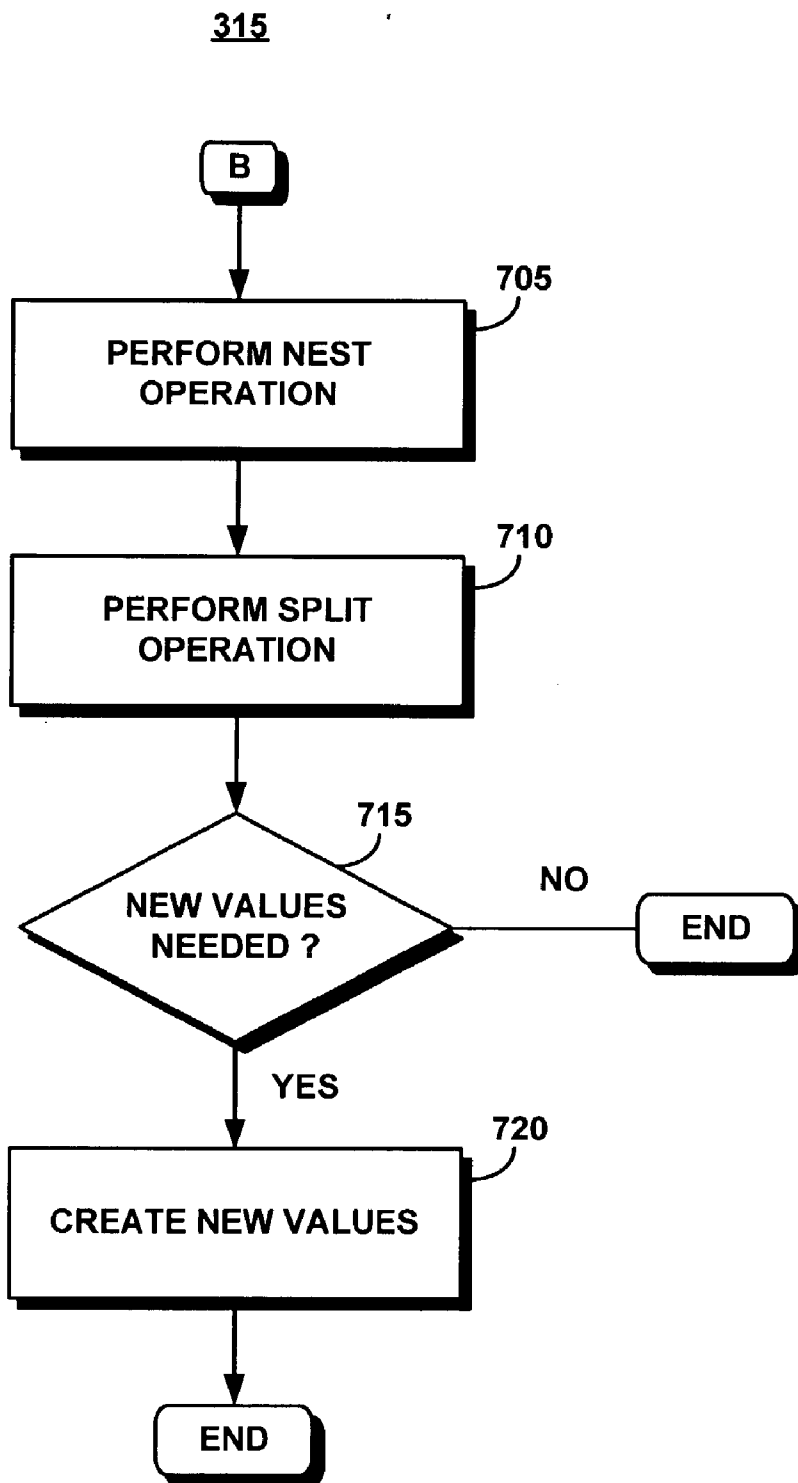 315
B
705
PERFORM NEST
OPERATION
710
PERFORM SPLIT
OPERATION
715
NEW VALUES
NEEDED ?
NO
END
YES
720
CREATE NEW VALUES
END